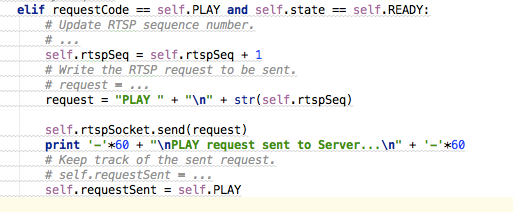 elif requestCode == self.PLAY and self.state == self.READY:
# Update RTSP sequence number.
# ...
self.rtspSeq = self.rtspSeq + 1
# Write the RTSP request to be sent.
# request = ...
request = "PLAY " + "\n" + str(self.rtspSeq)
self.rtspSocket.send(request)
print '-'*60 + "\nPLAY request sent to Server...\n" + '-'*60
# Keep track of the sent request.
# self.requestSent = ...
self.requestSent = self.PLAY